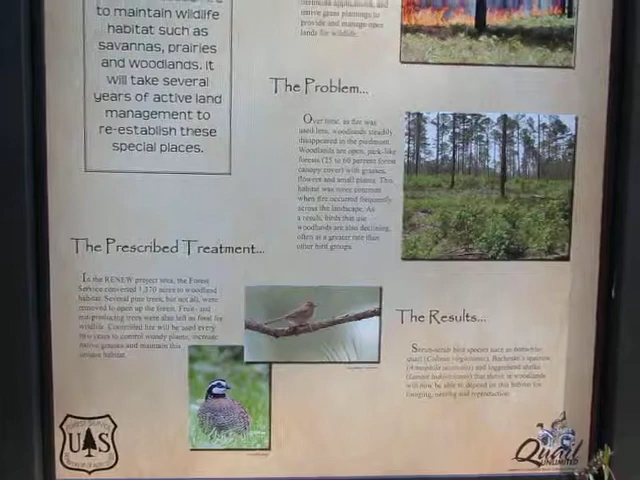 to maintain wildlife
habitat such as
savannas, prairies
and woodlands. It
will take several
years of active land
management to
re-establish these
special places.
native grass plantings to
provide and manage open
lands for wildlife.
The Problem...
Over time, as fire was
used less, woodlands steadily
disappeared in the piedmont.
Woodlands are open, park-like
forests (25 to 60 percent forest
canopy cover) with grasses,
flowers and small plants. This
habitat was more common
when fire occurred frequently
across the landscape. As
a result, birds that use
woodlands are also declining,
often at a greater rate than
other bird groups.
The Prescribed Treatment...
In the RENEW project area, the Forest
Service converted 1,370 acres to woodland
habitat. Several pine trees, but not all, were
removed to open up the forest. Fruit- and
nut-producing trees were also left as food for
wildlife. Controlled fire will be used every
two years to control woody plants, increase
native grasses and maintain this
unique habitat.
The Results...
Shrub-scrub bird species such as bobwhite
quail (Colinus virginianus), Bachman's sparrow
(Aimophila aestivalis) and loggerhead shrike
(Lanius ludovicianus) that thrive in woodlands
will now be able to depend on this habitat for
foraging, nesting and reproduction.
FOREST SERVICE
U S
DEPARTMENT OF AGRICULTURE
Quail
UNLIMITED